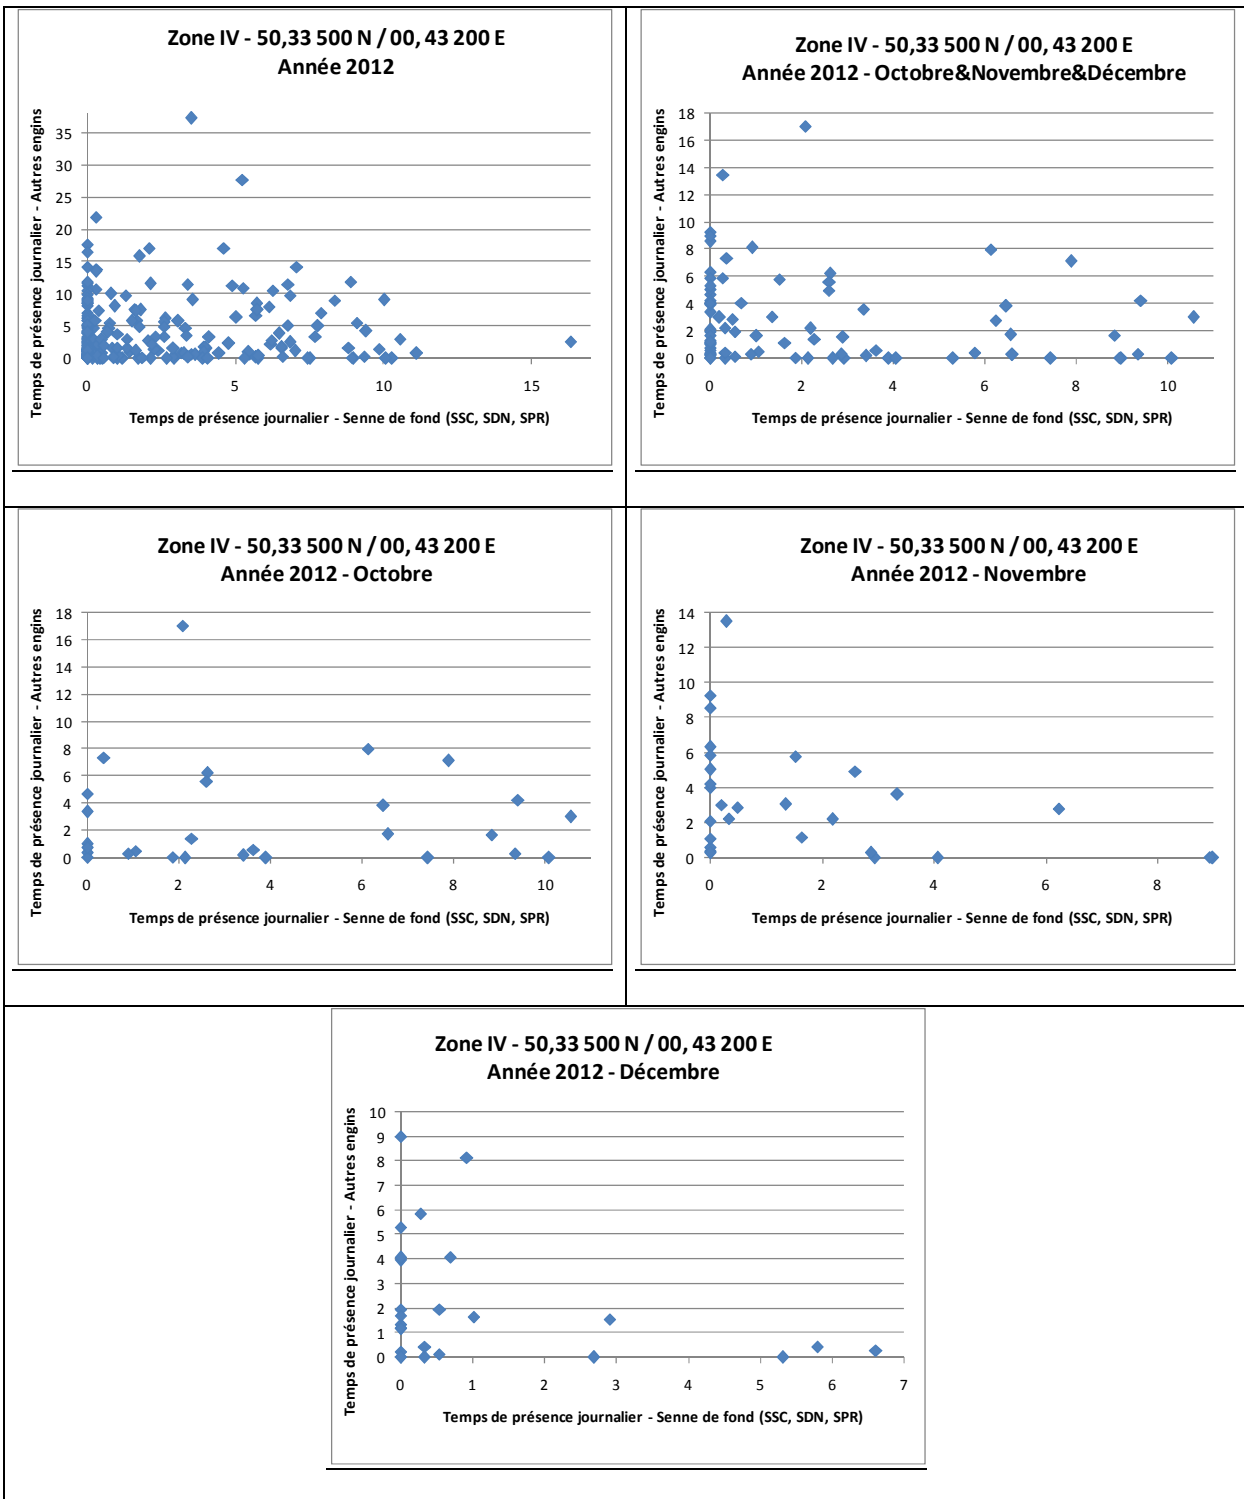 Zone IV - 50,33 500 N / 00, 43 200 E
Année 2012
Temps de présence journalier - Autres engins
35
30
25
20
15
10
5
0
0 5 10 15
Temps de présence journalier - Senne de fond (SSC, SDN, SPR)
Zone IV - 50,33 500 N / 00, 43 200 E
Année 2012 - Octobre&Novembre&Décembre
Temps de présence journalier - Autres engins
18
16
14
12
10
8
6
4
2
0
0 2 4 6 8 10
Temps de présence journalier - Senne de fond (SSC, SDN, SPR)
Zone IV - 50,33 500 N / 00, 43 200 E
Année 2012 - Octobre
Temps de présence journalier - Autres engins
18
16
14
12
10
8
6
4
2
0
0 2 4 6 8 10
Temps de présence journalier - Senne de fond (SSC, SDN, SPR)
Zone IV - 50,33 500 N / 00, 43 200 E
Année 2012 - Novembre
Temps de présence journalier - Autres engins
14
12
10
8
6
4
2
0
0 2 4 6 8
Temps de présence journalier - Senne de fond (SSC, SDN, SPR)
Zone IV - 50,33 500 N / 00, 43 200 E
Année 2012 - Décembre
Temps de présence journalier - Autres engins
10
9
8
7
6
5
4
3
2
1
0
0 1 2 3 4 5 6 7
Temps de présence journalier - Senne de fond (SSC, SDN, SPR)